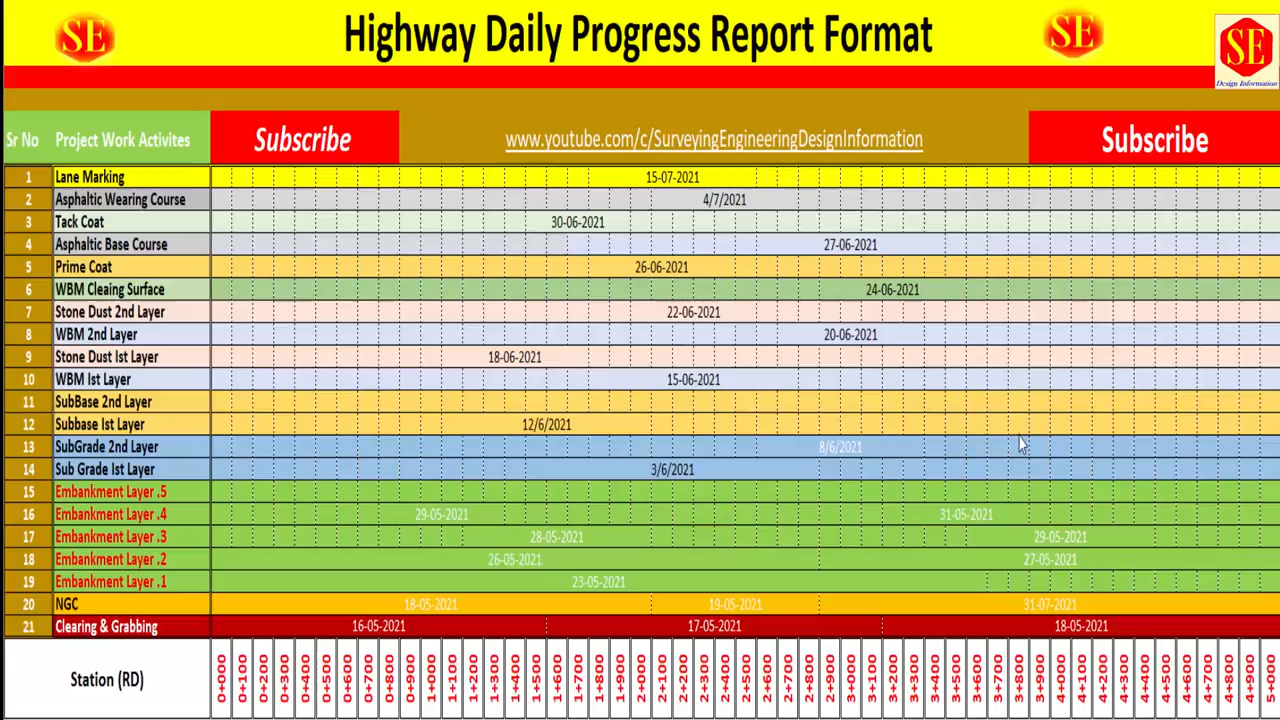 SE Highway Daily Progress Report Format SE SE
Design Information
Sr No Project Work Activites Subscribe www.youtube.com/c/SurveyingEngineeringDesignInformation Subscribe
1 Lane Marking 15-07-2021
2 Asphaltic Wearing Course 4/7/2021
3 Tack Coat 30-06-2021
4 Asphaltic Base Course 27-06-2021
5 Prime Coat 26-06-2021
6 WBM Cleaing Surface 24-06-2021
7 Stone Dust 2nd Layer 22-06-2021
8 WBM 2nd Layer 20-06-2021
9 Stone Dust Ist Layer 18-06-2021
10 WBM Ist Layer 15-06-2021
11 SubBase 2nd Layer
12 Subbase Ist Layer 12/6/2021
13 SubGrade 2nd Layer 8/6/2021
14 Sub Grade Ist Layer 3/6/2021
15 Embankment Layer .5
16 Embankment Layer .4 29-05-2021 31-05-2021
17 Embankment Layer .3 28-05-2021 29-05-2021
18 Embankment Layer .2 26-05-2021 27-05-2021
19 Embankment Layer .1 23-05-2021
20 NGC 18-05-2021 19-05-2021 31-07-2021
21 Clearing & Grabbing 16-05-2021 17-05-2021 18-05-2021
Station (RD) 0+000 0+100 0+200 0+300 0+400 0+500 0+600 0+700 0+800 0+900 1+000 1+100 1+200 1+300 1+400 1+500 1+600 1+700 1+800 1+900 2+000 2+100 2+200 2+300 2+400 2+500 2+600 2+700 2+800 2+900 3+000 3+100 3+200 3+300 3+400 3+500 3+600 3+700 3+800 3+900 4+000 4+100 4+200 4+300 4+400 4+500 4+600 4+700 4+800 4+900 5+000